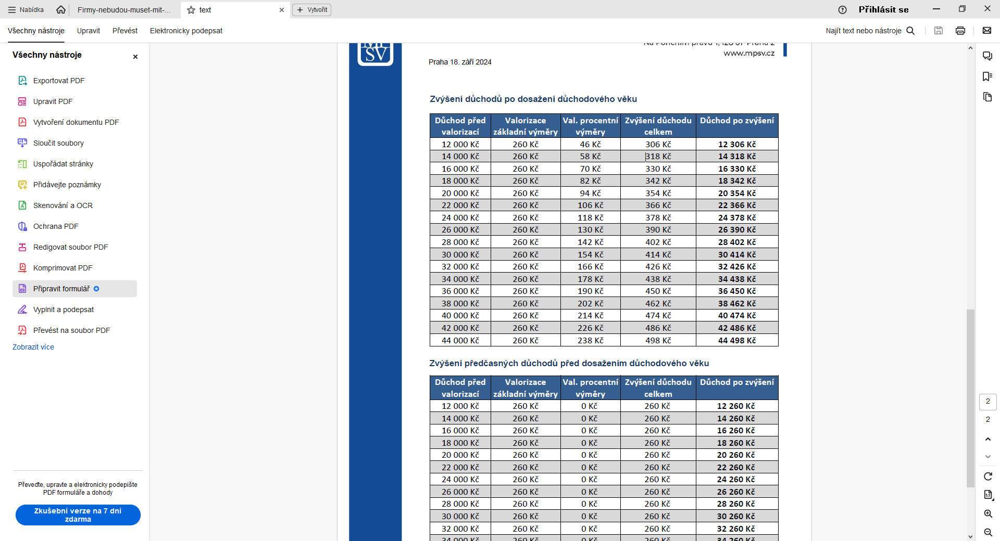 Nabídka
Firmy-nebudou-muset-mit-...
text
Vytvořit
Přihlásit se
Všechny nástroje
Upravit
Převést
Elektronicky podepsat
Najít text nebo nástroje
Všechny nástroje
Exportovat PDF
Upravit PDF
Vytvoření dokumentu PDF
Sloučit soubory
Uspořádat stránky
Přidávejte poznámky
Skenování a OCR
Ochrana PDF
Redigovat soubor PDF
Komprimovat PDF
Připravit formulář
Vyplnit a podepsat
Převést na soubor PDF
Zobrazit více
Převeďte, upravte a elektronicky podepište
PDF formuláře a dohody
Zkušební verze na 7 dní
zdarma
SV
www.mpsv.cz
Praha 18. září 2024
Zvýšení důchodů po dosažení důchodového věku
Důchod před valorizací Valorizace základní výměry Val. procentní výměry Zvýšení důchodu celkem Důchod po zvýšení
12 000 Kč 260 Kč 46 Kč 306 Kč 12 306 Kč
14 000 Kč 260 Kč 58 Kč 318 Kč 14 318 Kč
16 000 Kč 260 Kč 70 Kč 330 Kč 16 330 Kč
18 000 Kč 260 Kč 82 Kč 342 Kč 18 342 Kč
20 000 Kč 260 Kč 94 Kč 354 Kč 20 354 Kč
22 000 Kč 260 Kč 106 Kč 366 Kč 22 366 Kč
24 000 Kč 260 Kč 118 Kč 378 Kč 24 378 Kč
26 000 Kč 260 Kč 130 Kč 390 Kč 26 390 Kč
28 000 Kč 260 Kč 142 Kč 402 Kč 28 402 Kč
30 000 Kč 260 Kč 154 Kč 414 Kč 30 414 Kč
32 000 Kč 260 Kč 166 Kč 426 Kč 32 426 Kč
34 000 Kč 260 Kč 178 Kč 438 Kč 34 438 Kč
36 000 Kč 260 Kč 190 Kč 450 Kč 36 450 Kč
38 000 Kč 260 Kč 202 Kč 462 Kč 38 462 Kč
40 000 Kč 260 Kč 214 Kč 474 Kč 40 474 Kč
42 000 Kč 260 Kč 226 Kč 486 Kč 42 486 Kč
44 000 Kč 260 Kč 238 Kč 498 Kč 44 498 Kč
Zvýšení předčasných důchodů před dosažením důchodového věku
Důchod před valorizací Valorizace základní výměry Val. procentní výměry Zvýšení důchodu celkem Důchod po zvýšení
12 000 Kč 260 Kč 0 Kč 260 Kč 12 260 Kč
14 000 Kč 260 Kč 0 Kč 260 Kč 14 260 Kč
16 000 Kč 260 Kč 0 Kč 260 Kč 16 260 Kč
18 000 Kč 260 Kč 0 Kč 260 Kč 18 260 Kč
20 000 Kč 260 Kč 0 Kč 260 Kč 20 260 Kč
22 000 Kč 260 Kč 0 Kč 260 Kč 22 260 Kč
24 000 Kč 260 Kč 0 Kč 260 Kč 24 260 Kč
26 000 Kč 260 Kč 0 Kč 260 Kč 26 260 Kč
28 000 Kč 260 Kč 0 Kč 260 Kč 28 260 Kč
30 000 Kč 260 Kč 0 Kč 260 Kč 30 260 Kč
32 000 Kč 260 Kč 0 Kč 260 Kč 32 260 Kč
2
2